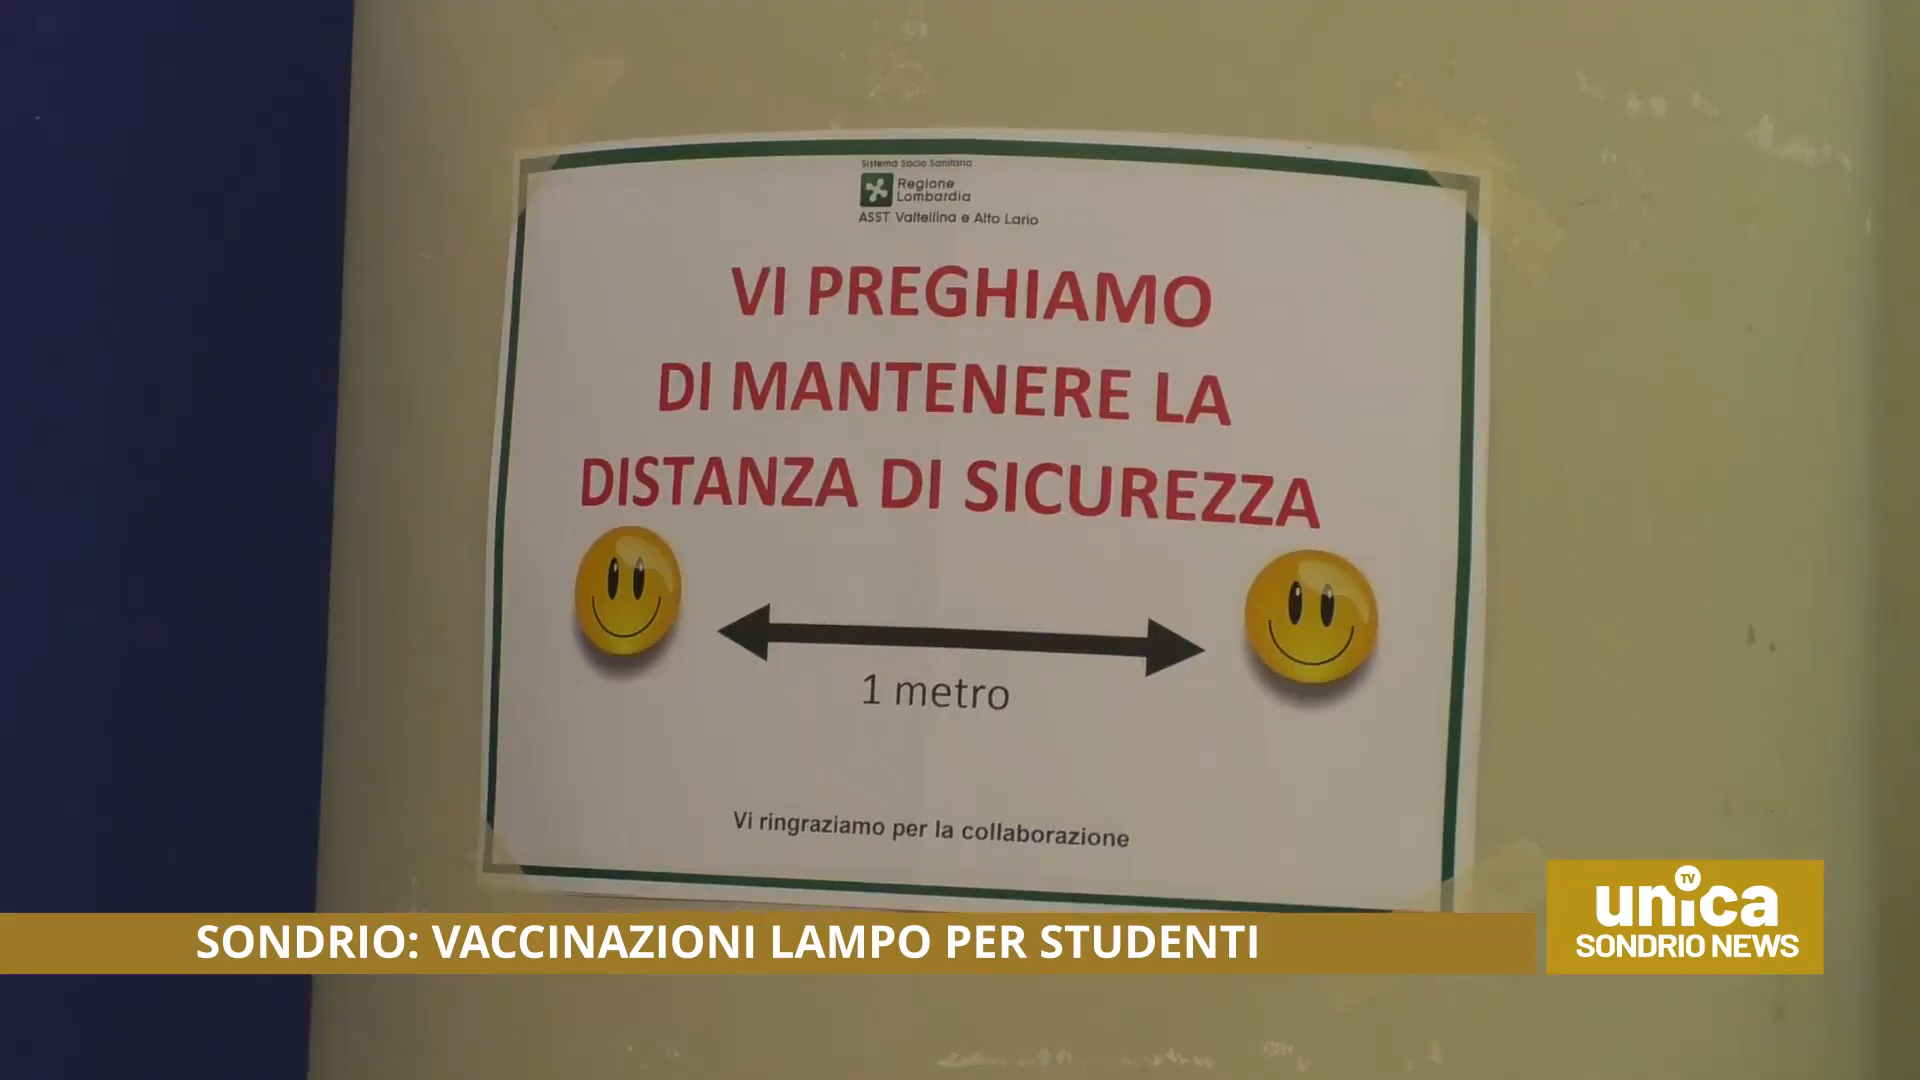 Sistema Socio Sanitario
Regione
Lombardia
ASST Valtellina e Alto Lario
VI PREGHIAMO
DI MANTENERE LA
DISTANZA DI SICUREZZA
1 metro
Vi ringraziamo per la collaborazione
SONDRIO: VACCINAZIONI LAMPO PER STUDENTI
unica TV
SONDRIO NEWS